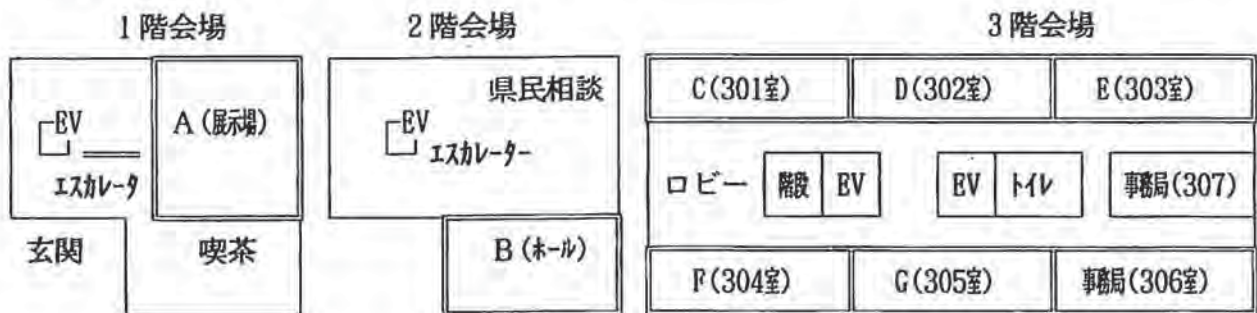 1階会場
2階会場
3階会場
EV
エスカレータ
A(展示場)
玄関
喫茶
県民相談
EV
エスカレーター
B(ホール)
C(301室)
D(302室)
E(303室)
ロビー
階段
EV
EV
トイレ
事務局(307)
F(304室)
G(305室)
事務局(306室)